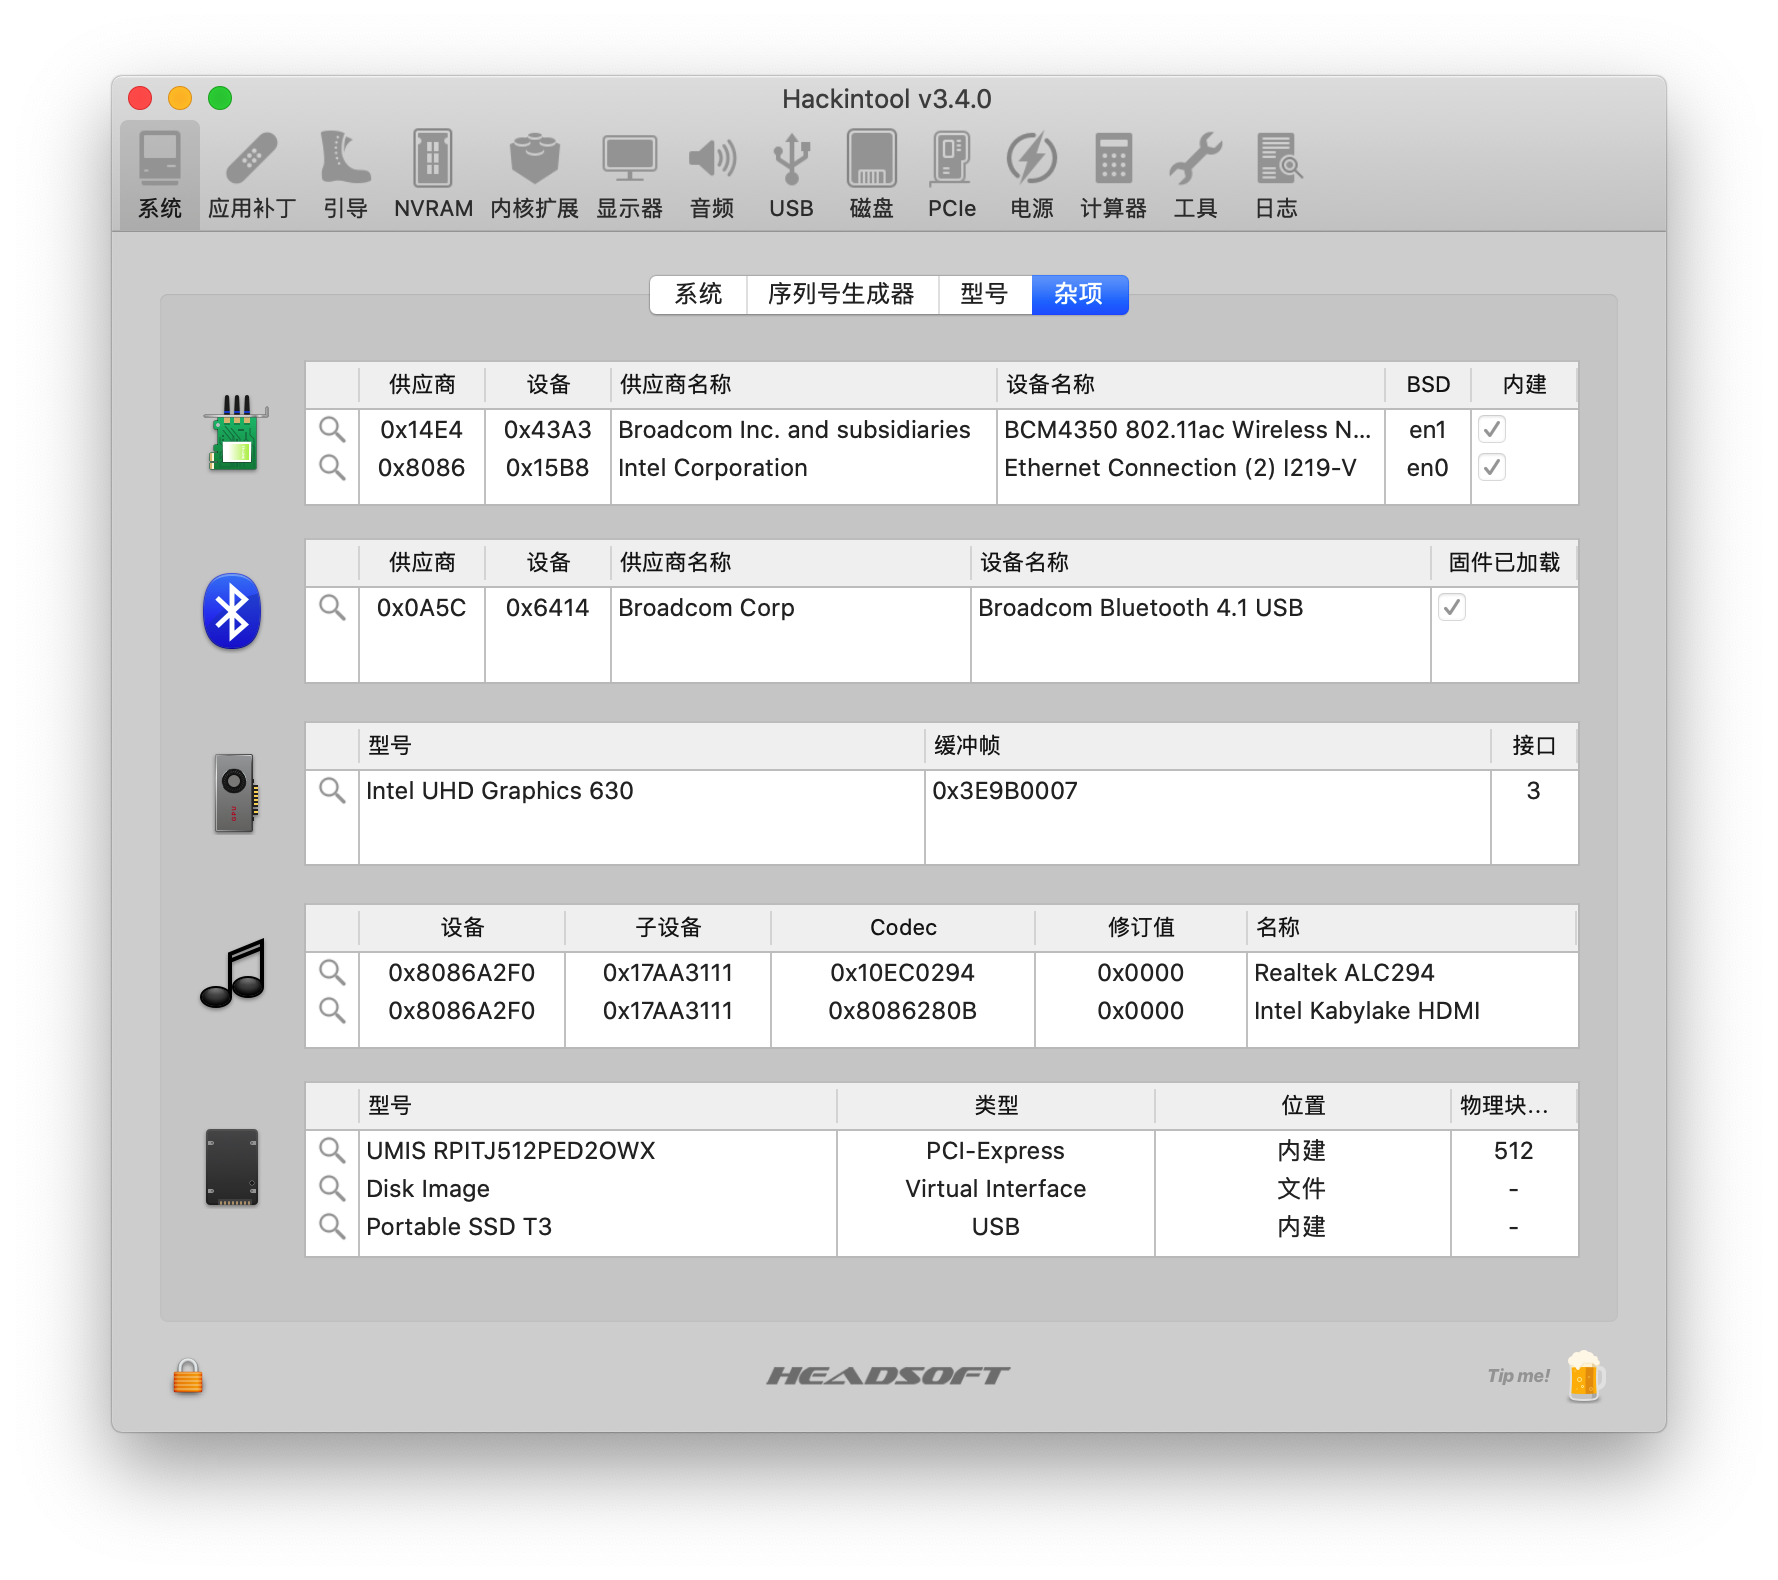 Hackintool v3.4.0
系统 应用补丁 引导 NVRAM 内核扩展 显示器 音频 USB 磁盘 PCIe 电源 计算器 工具 日志
系统 序列号生成器 型号 杂项
供应商 设备 供应商名称 设备名称 BSD 内建
0x14E4 0x43A3 Broadcom Inc. and subsidiaries BCM4350 802.11ac Wireless N... en1
0x8086 0x15B8 Intel Corporation Ethernet Connection (2) I219-V en0
供应商 设备 供应商名称 设备名称 固件已加载
0x0A5C 0x6414 Broadcom Corp Broadcom Bluetooth 4.1 USB
型号 缓冲帧 接口
Intel UHD Graphics 630 0x3E9B0007 3
设备 子设备 Codec 修订值 名称
0x8086A2F0 0x17AA3111 0x10EC0294 0x0000 Realtek ALC294
0x8086A2F0 0x17AA3111 0x8086280B 0x0000 Intel Kabylake HDMI
型号 类型 位置 物理块...
UMIS RPITJ512PED2OWX PCI-Express 内建 512
Disk Image Virtual Interface 文件 -
Portable SSD T3 USB 内建 -
HEADSOFT
Tip me!